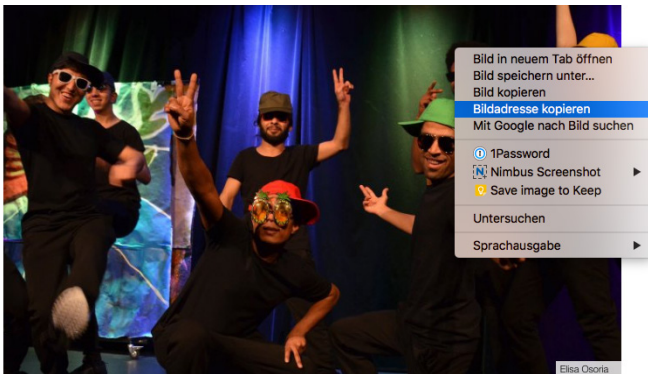 Bild in neuem Tab öffnen
Bild speichern unter...
Bild kopieren
Bildadresse kopieren
Mit Google nach Bild suchen
1Password
Nimbus Screenshot
Save image to Keep
Untersuchen
Sprachausgabe
Elisa Osoria